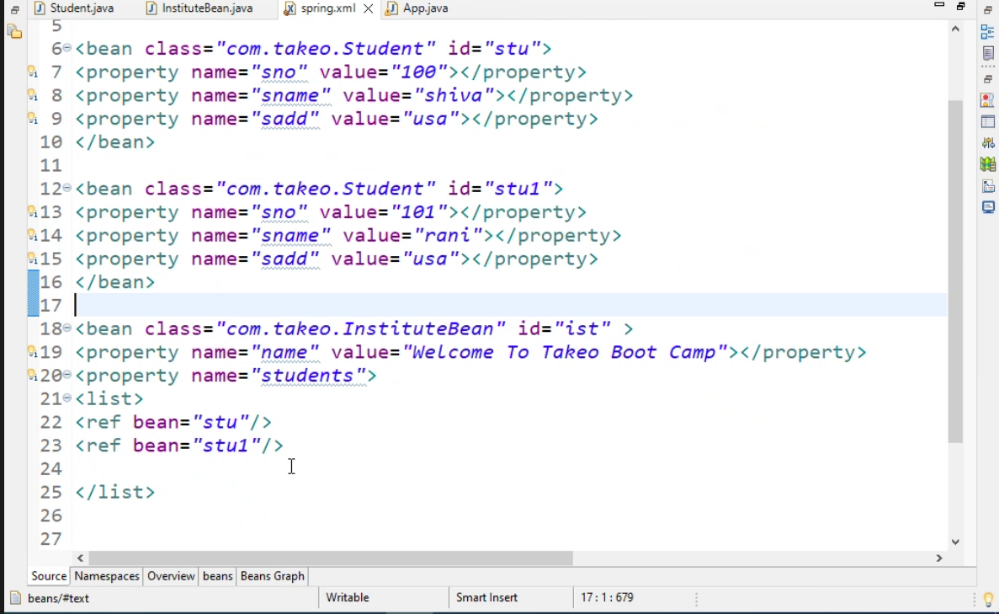 Student.java InstituteBean.java spring.xml App.java
5
6 <bean class="com.takeo.Student" id="stu">
7 <property name="sno" value="100"></property>
8 <property name="sname" value="shiva"></property>
9 <property name="sadd" value="usa"></property>
10 </bean>
11
12 <bean class="com.takeo.Student" id="stu1">
13 <property name="sno" value="101"></property>
14 <property name="sname" value="rani"></property>
15 <property name="sadd" value="usa"></property>
16 </bean>
17
18 <bean class="com.takeo.InstituteBean" id="ist" >
19 <property name="name" value="Welcome To Takeo Boot Camp"></property>
20 <property name="students">
21 <list>
22 <ref bean="stu"/>
23 <ref bean="stu1"/>
24
25 </list>
26
27
Source Namespaces Overview beans Beans Graph
beans/#text Writable Smart Insert 17 : 1 : 679